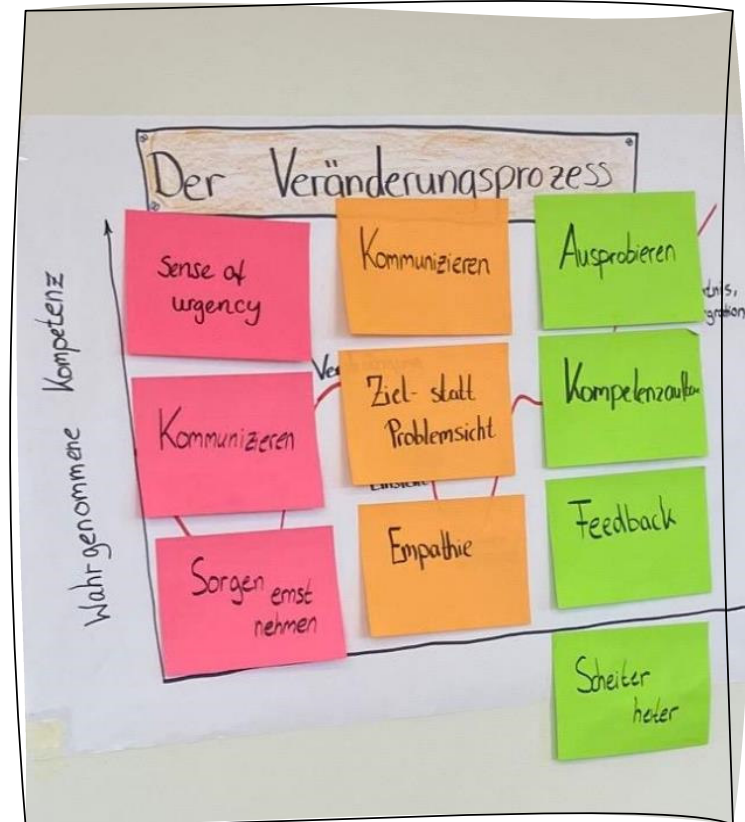 Der Veränderungsprozess
Wahrgenommene Kompetenz
Sense of
urgency
Kommunizieren
Sorgen ernst
nehmen
Kommunizieren
Ziel- statt
Problemsicht
Empathie
Ausprobieren
Kompetenzaufbau
Feedback
Scheiter
heiter